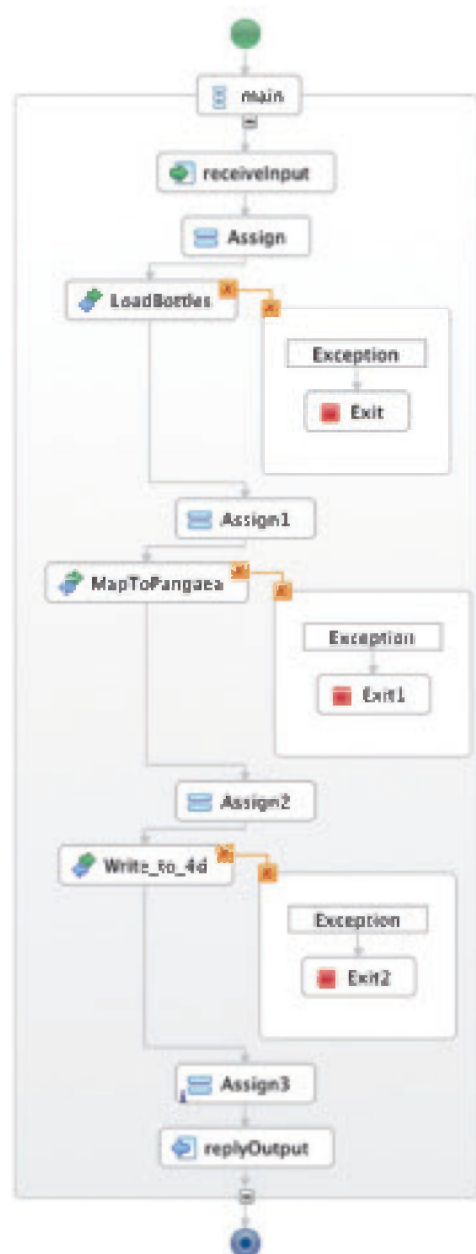 main
receiveInput
Assign
LoadBottles
Exception
Exit
Assign1
MapToPangaea
Exception
Exit1
Assign2
Write_to_4d
Exception
Exit2
Assign3
replyOutput